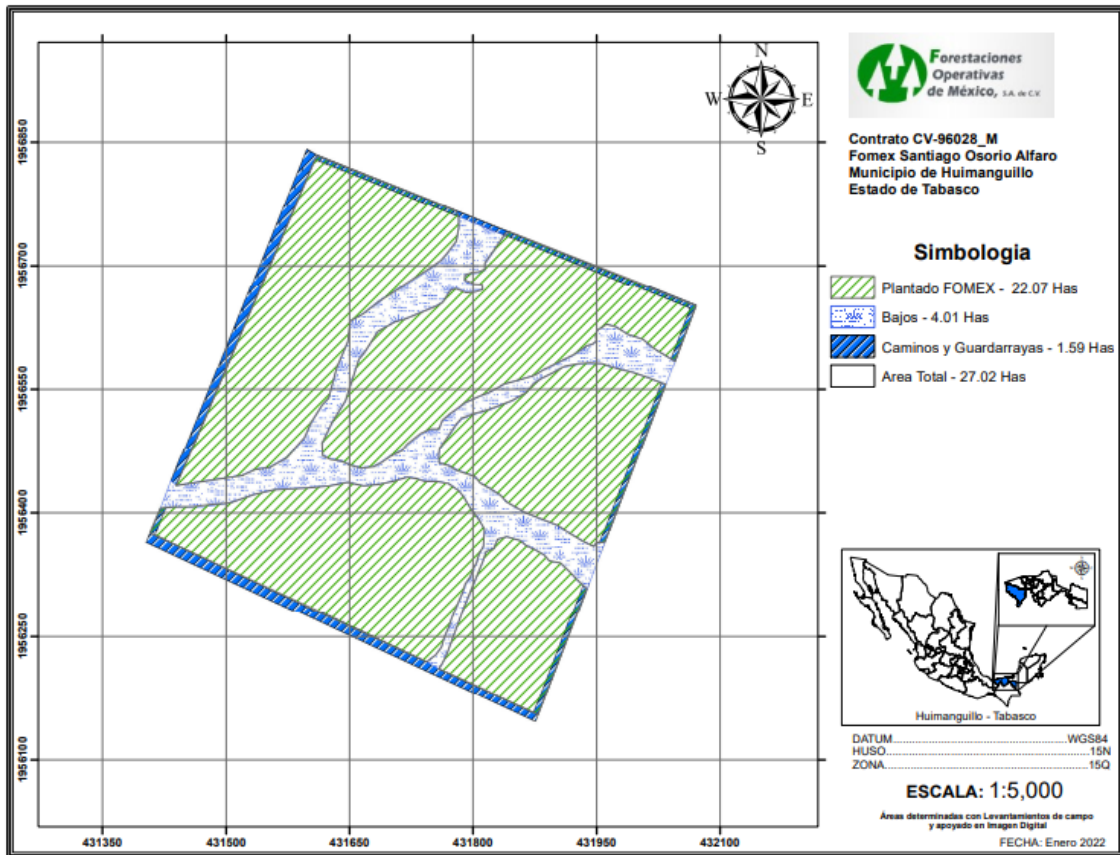 N
W E
S
Forestaciones
Operativas
de México, S.A. de C.V.
Contrato CV-96028_M
Fomex Santiago Osorio Alfaro
Municipio de Huimanguillo
Estado de Tabasco
Simbologia
Plantado FOMEX - 22.07 Has
Bajos - 4.01 Has
Caminos y Guardarrayas - 1.59 Has
Area Total - 27.02 Has
1956850
1956700
1956550
1956400
1956250
1956100
431350 431500 431650 431800 431950 432100
Huimanguillo - Tabasco
DATUM...WGS84
HUSO...15N
ZONA...15Q
ESCALA: 1:5,000
Áreas determinadas con Levantamientos de campo
y apoyado en Imagen Digital
FECHA: Enero 2022